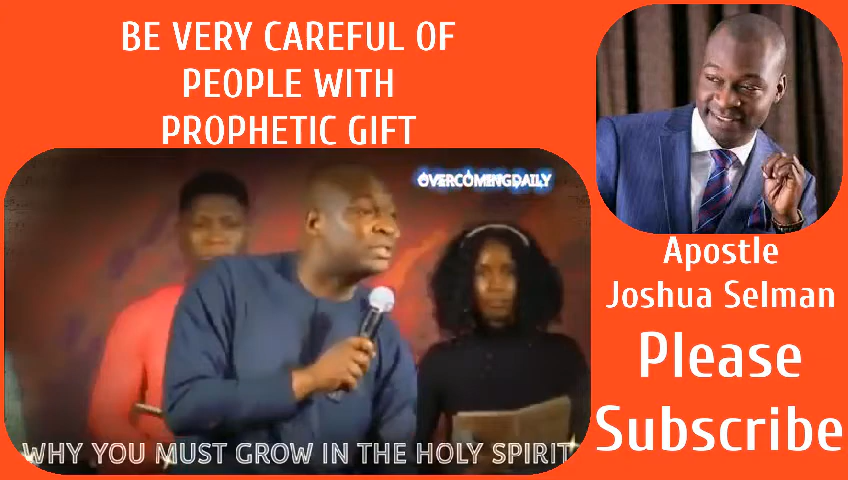 BE VERY CAREFUL OF
PEOPLE WITH
PROPHETIC GIFT
OVERCOMINGDAILY
WHY YOU MUST GROW IN THE HOLY SPIRIT
Apostle
Joshua Selman
Please
Subscribe